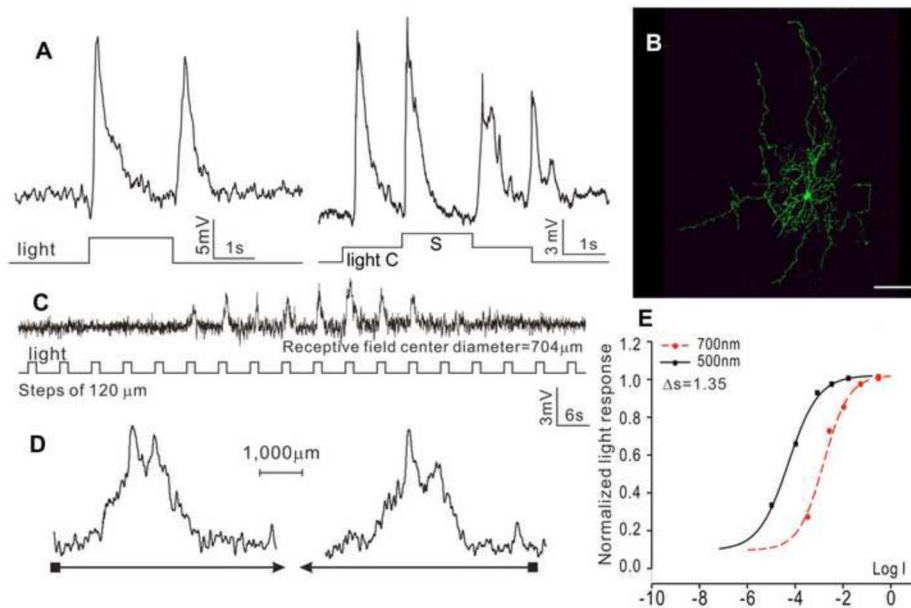 A
light
5mV
1s
light C
S
3 mV
1s
B
C
light
Receptive field center diameter=704μm
Steps of 120 μm
3mV
6s
D
1,000μm
E
700nm
500nm
Δs=1.35
Normalized light response
1.2
1.0
0.8
0.6
0.4
0.2
0.0
Log I
-10 -8 -6 -4 -2 0